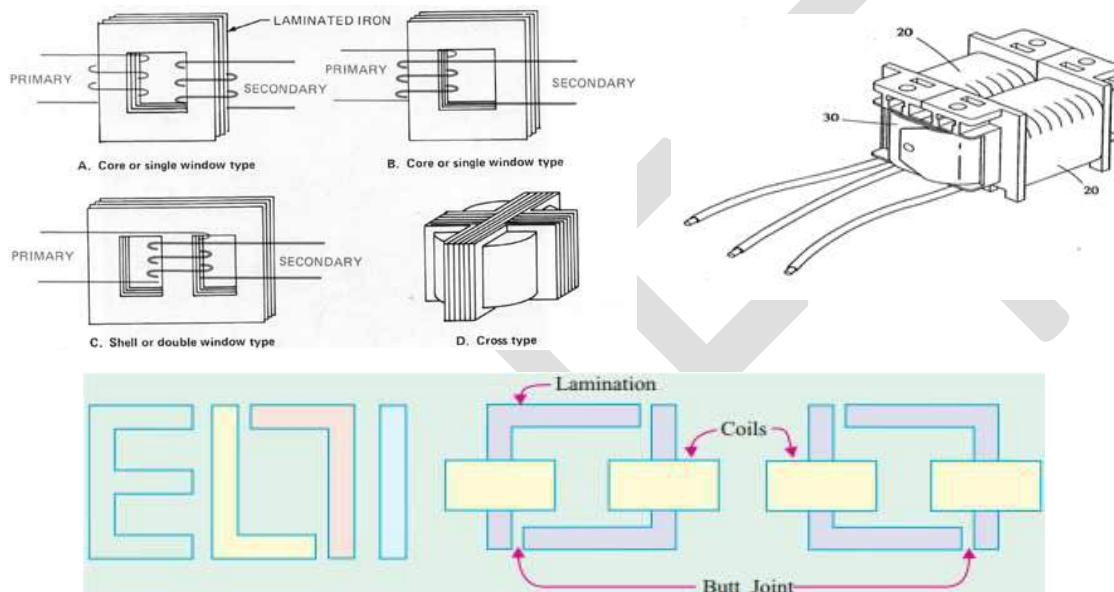 LAMINATED IRON
PRIMARY
SECONDARY
A. Core or single window type
PRIMARY
SECONDARY
B. Core or single window type
PRIMARY
SECONDARY
C. Shell or double window type
D. Cross type
20
30
20
Lamination
Coils
Butt Joint